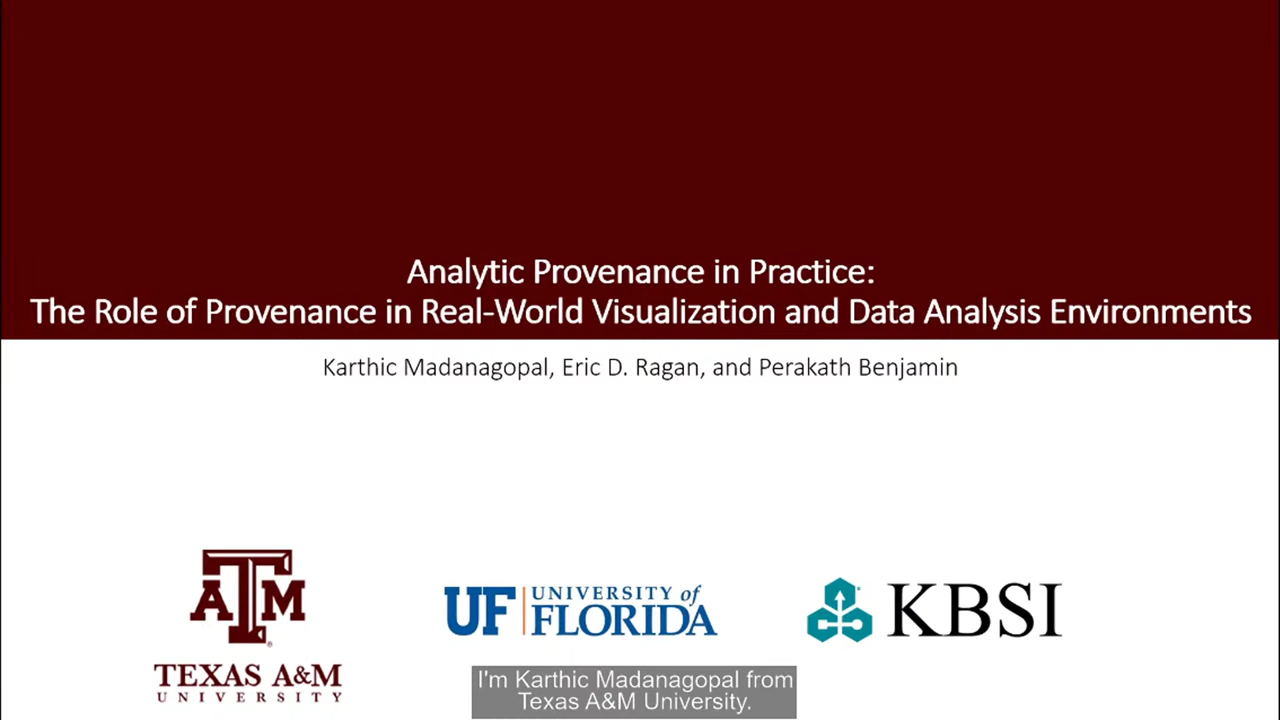 Analytic Provenance in Practice:
The Role of Provenance in Real-World Visualization and Data Analysis Environments
Karthic Madanagopal, Eric D. Ragan, and Perakath Benjamin
ATM
TEXAS A&M
UNIVERSITY
UF UNIVERSITY of
FLORIDA
KBSI
I'm Karthic Madanagopal from
Texas A&M University.